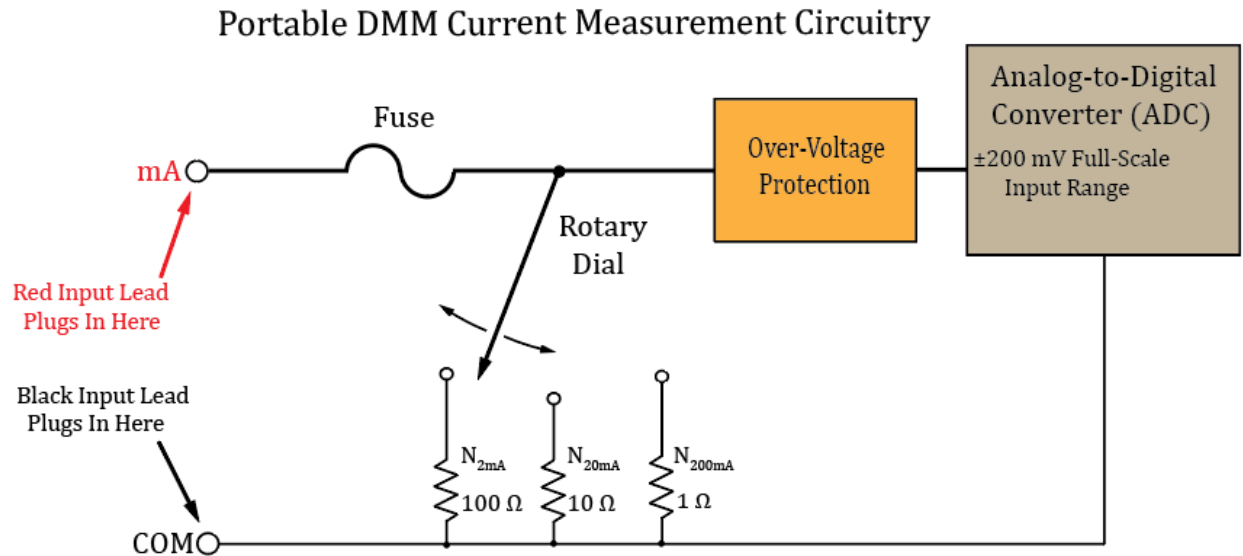 Portable DMM Current Measurement Circuitry
Analog-to-Digital
Converter (ADC)
±200 mV Full-Scale
Input Range
Fuse
Over-Voltage
Protection
mA
Rotary
Dial
Red Input Lead
Plugs In Here
Black Input Lead
Plugs In Here
N2mA
100 Ω
N20mA
10 Ω
N200mA
1 Ω
COM